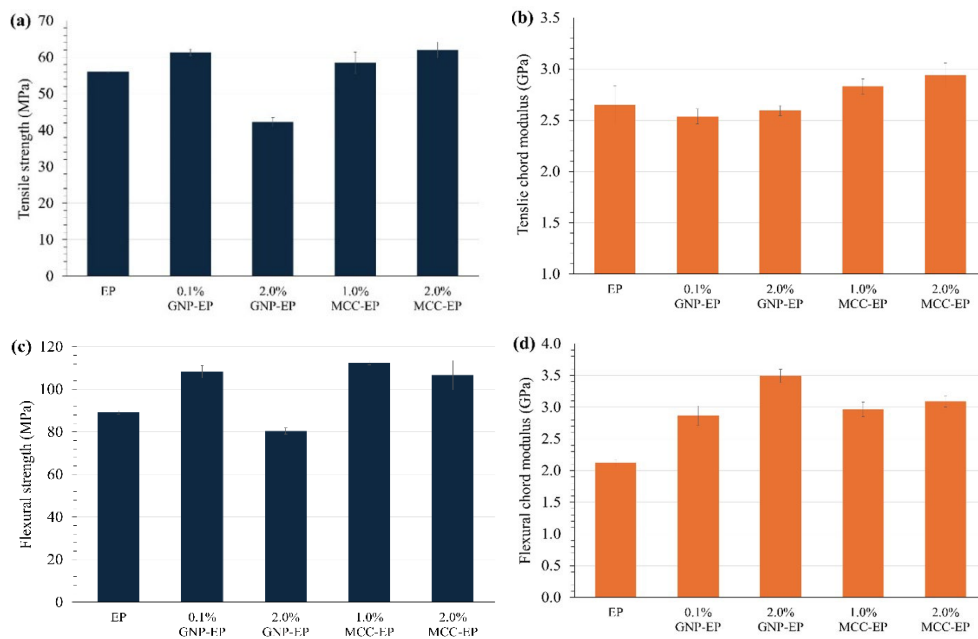 (a)
Tensile strength (MPa)
70
60
50
40
30
20
10
0
EP
0.1%
GNP-EP
2.0%
GNP-EP
1.0%
MCC-EP
2.0%
MCC-EP
(b)
Tenslic chord modulus (GPa)
3.5
3.0
2.5
2.0
1.5
1.0
EP
0.1%
GNP-EP
2.0%
GNP-EP
1.0%
MCC-EP
2.0%
MCC-EP
(c)
Flexural strength (MPa)
120
100
80
60
40
20
0
EP
0.1%
GNP-EP
2.0%
GNP-EP
1.0%
MCC-EP
2.0%
MCC-EP
(d)
Flexural chord modulus (GPa)
4.0
3.5
3.0
2.5
2.0
1.5
1.0
0.5
0.0
EP
0.1%
GNP-EP
2.0%
GNP-EP
1.0%
MCC-EP
2.0%
MCC-EP